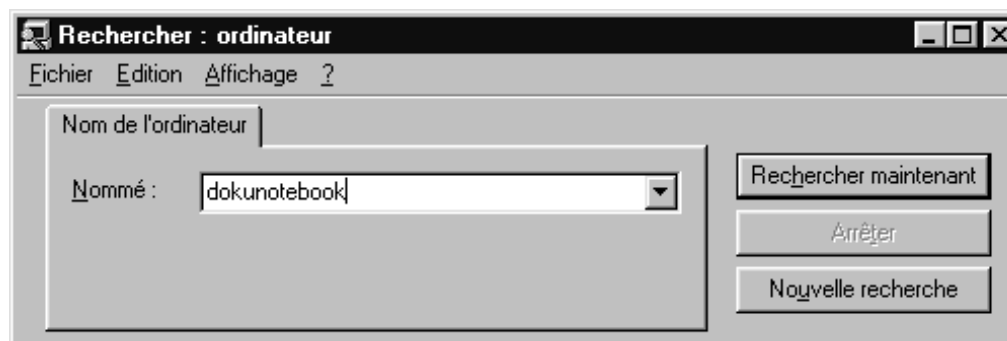 Rechercher : ordinateur
Fichier Edition Affichage ?
Nom de l'ordinateur
Nommé : dokunotebook
Rechercher maintenant
Arrêter
Nouvelle recherche